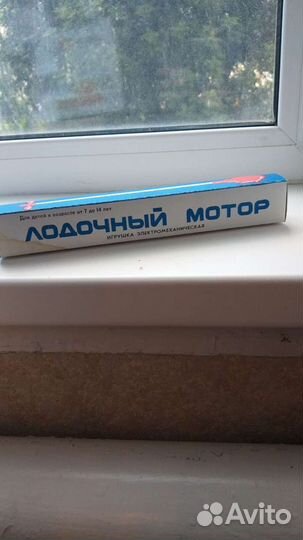 Для детей в возрасте от 7 до 14 лет
ЛОДОЧНЫЙ МОТОР
ИГРУШКА ЭЛЕКТРОМЕХАНИЧЕСКАЯ
Avito